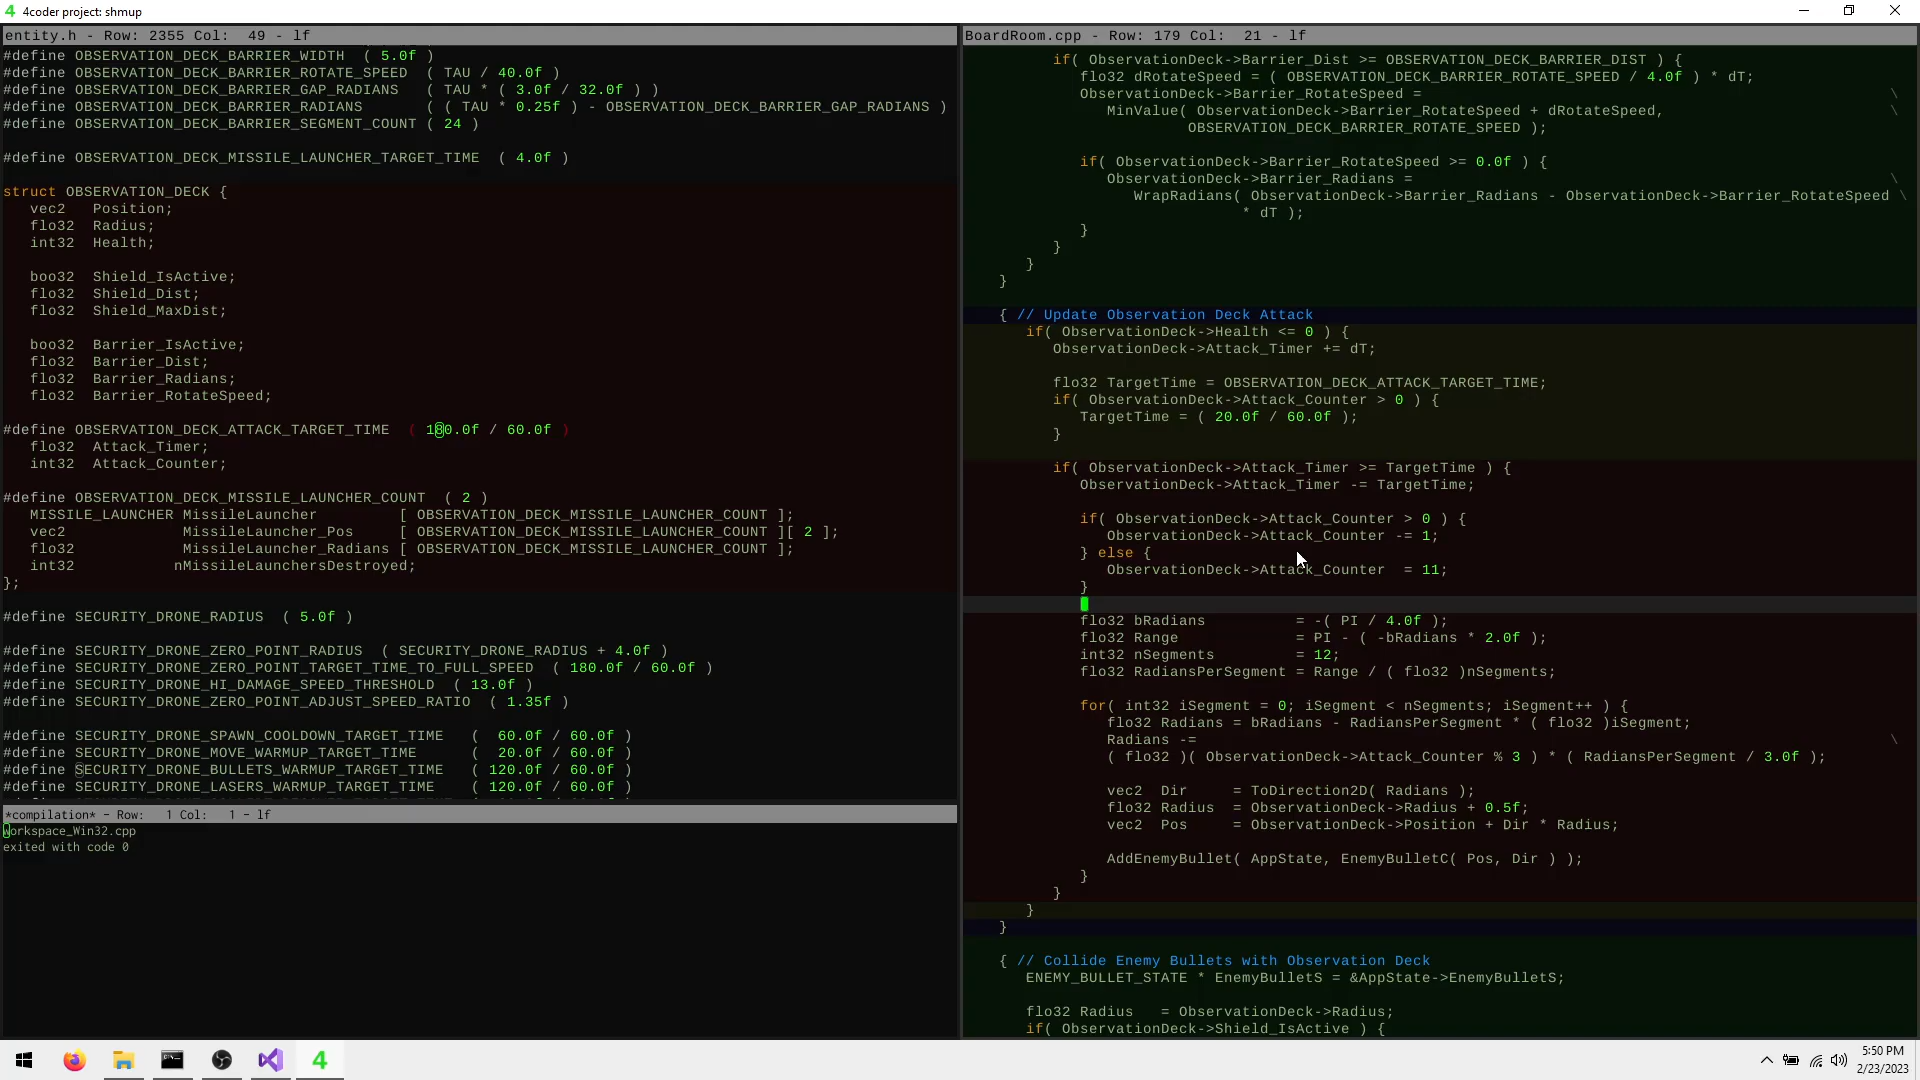 4coder project: shmup
entity.h - Row: 2355 Col:  49 - lf
#define OBSERVATION_DECK_BARRIER_WIDTH  ( 5.0f )
#define OBSERVATION_DECK_BARRIER_ROTATE_SPEED  ( TAU / 40.0f )
#define OBSERVATION_DECK_BARRIER_GAP_RADIANS   ( TAU * ( 3.0f / 32.0f ) )
#define OBSERVATION_DECK_BARRIER_RADIANS       ( ( TAU * 0.25f ) - OBSERVATION_DECK_BARRIER_GAP_RADIANS )
#define OBSERVATION_DECK_BARRIER_SEGMENT_COUNT ( 24 )
#define OBSERVATION_DECK_MISSILE_LAUNCHER_TARGET_TIME  ( 4.0f )
struct OBSERVATION_DECK {
vec2   Position;
flo32  Radius;
int32  Health;
boo32  Shield_IsActive;
flo32  Shield_Dist;
flo32  Shield_MaxDist;
boo32  Barrier_IsActive;
flo32  Barrier_Dist;
flo32  Barrier_Radians;
flo32  Barrier_RotateSpeed;
#define OBSERVATION_DECK_ATTACK_TARGET_TIME  ( 180.0f / 60.0f )
flo32  Attack_Timer;
int32  Attack_Counter;
#define OBSERVATION_DECK_MISSILE_LAUNCHER_COUNT  ( 2 )
MISSILE_LAUNCHER MissileLauncher         [ OBSERVATION_DECK_MISSILE_LAUNCHER_COUNT ];
vec2             MissileLauncher_Pos     [ OBSERVATION_DECK_MISSILE_LAUNCHER_COUNT ][ 2 ];
flo32            MissileLauncher_Radians [ OBSERVATION_DECK_MISSILE_LAUNCHER_COUNT ];
int32           nMissileLaunchersDestroyed;
};
#define SECURITY_DRONE_RADIUS  ( 5.0f )
#define SECURITY_DRONE_ZERO_POINT_RADIUS  ( SECURITY_DRONE_RADIUS + 4.0f )
#define SECURITY_DRONE_ZERO_POINT_TARGET_TIME_TO_FULL_SPEED  ( 180.0f / 60.0f )
#define SECURITY_DRONE_HI_DAMAGE_SPEED_THRESHOLD  ( 13.0f )
#define SECURITY_DRONE_ZERO_POINT_ADJUST_SPEED_RATIO  ( 1.35f )
#define SECURITY_DRONE_SPAWN_COOLDOWN_TARGET_TIME   (  60.0f / 60.0f )
#define SECURITY_DRONE_MOVE_WARMUP_TARGET_TIME      (  20.0f / 60.0f )
#define SECURITY_DRONE_BULLETS_WARMUP_TARGET_TIME   ( 120.0f / 60.0f )
#define SECURITY_DRONE_LASERS_WARMUP_TARGET_TIME    ( 120.0f / 60.0f )
*compilation* - Row:   1 Col:   1 - lf
workspace_Win32.cpp
exited with code 0
BoardRoom.cpp - Row: 179 Col:  21 - lf
if( ObservationDeck->Barrier_Dist >= OBSERVATION_DECK_BARRIER_DIST ) {
flo32 dRotateSpeed = ( OBSERVATION_DECK_BARRIER_ROTATE_SPEED / 4.0f ) * dT;
ObservationDeck->Barrier_RotateSpeed = \
MinValue( ObservationDeck->Barrier_RotateSpeed + dRotateSpeed, \
OBSERVATION_DECK_BARRIER_ROTATE_SPEED );
if( ObservationDeck->Barrier_RotateSpeed >= 0.0f ) {
ObservationDeck->Barrier_Radians = \
WrapRadians( ObservationDeck->Barrier_Radians - ObservationDeck->Barrier_RotateSpeed \
* dT );
}
}
}
}
{ // Update Observation Deck Attack
if( ObservationDeck->Health <= 0 ) {
ObservationDeck->Attack_Timer += dT;
flo32 TargetTime = OBSERVATION_DECK_ATTACK_TARGET_TIME;
if( ObservationDeck->Attack_Counter > 0 ) {
TargetTime = ( 20.0f / 60.0f );
}
if( ObservationDeck->Attack_Timer >= TargetTime ) {
ObservationDeck->Attack_Timer -= TargetTime;
if( ObservationDeck->Attack_Counter > 0 ) {
ObservationDeck->Attack_Counter -= 1;
} else {
ObservationDeck->Attack_Counter  = 11;
}
flo32 bRadians          = -( PI / 4.0f );
flo32 Range             = PI - ( -bRadians * 2.0f );
int32 nSegments         = 12;
flo32 RadiansPerSegment = Range / ( flo32 )nSegments;
for( int32 iSegment = 0; iSegment < nSegments; iSegment++ ) {
flo32 Radians = bRadians - RadiansPerSegment * ( flo32 )iSegment;
Radians -= \
( flo32 )( ObservationDeck->Attack_Counter % 3 ) * ( RadiansPerSegment / 3.0f );
vec2  Dir     = ToDirection2D( Radians );
flo32 Radius  = ObservationDeck->Radius + 0.5f;
vec2  Pos     = ObservationDeck->Position + Dir * Radius;
AddEnemyBullet( AppState, EnemyBulletC( Pos, Dir ) );
}
}
}
}
{ // Collide Enemy Bullets with Observation Deck
ENEMY_BULLET_STATE * EnemyBulletS = &AppState->EnemyBulletS;
flo32 Radius   = ObservationDeck->Radius;
if( ObservationDeck->Shield_IsActive ) {
5:50 PM
2/23/2023